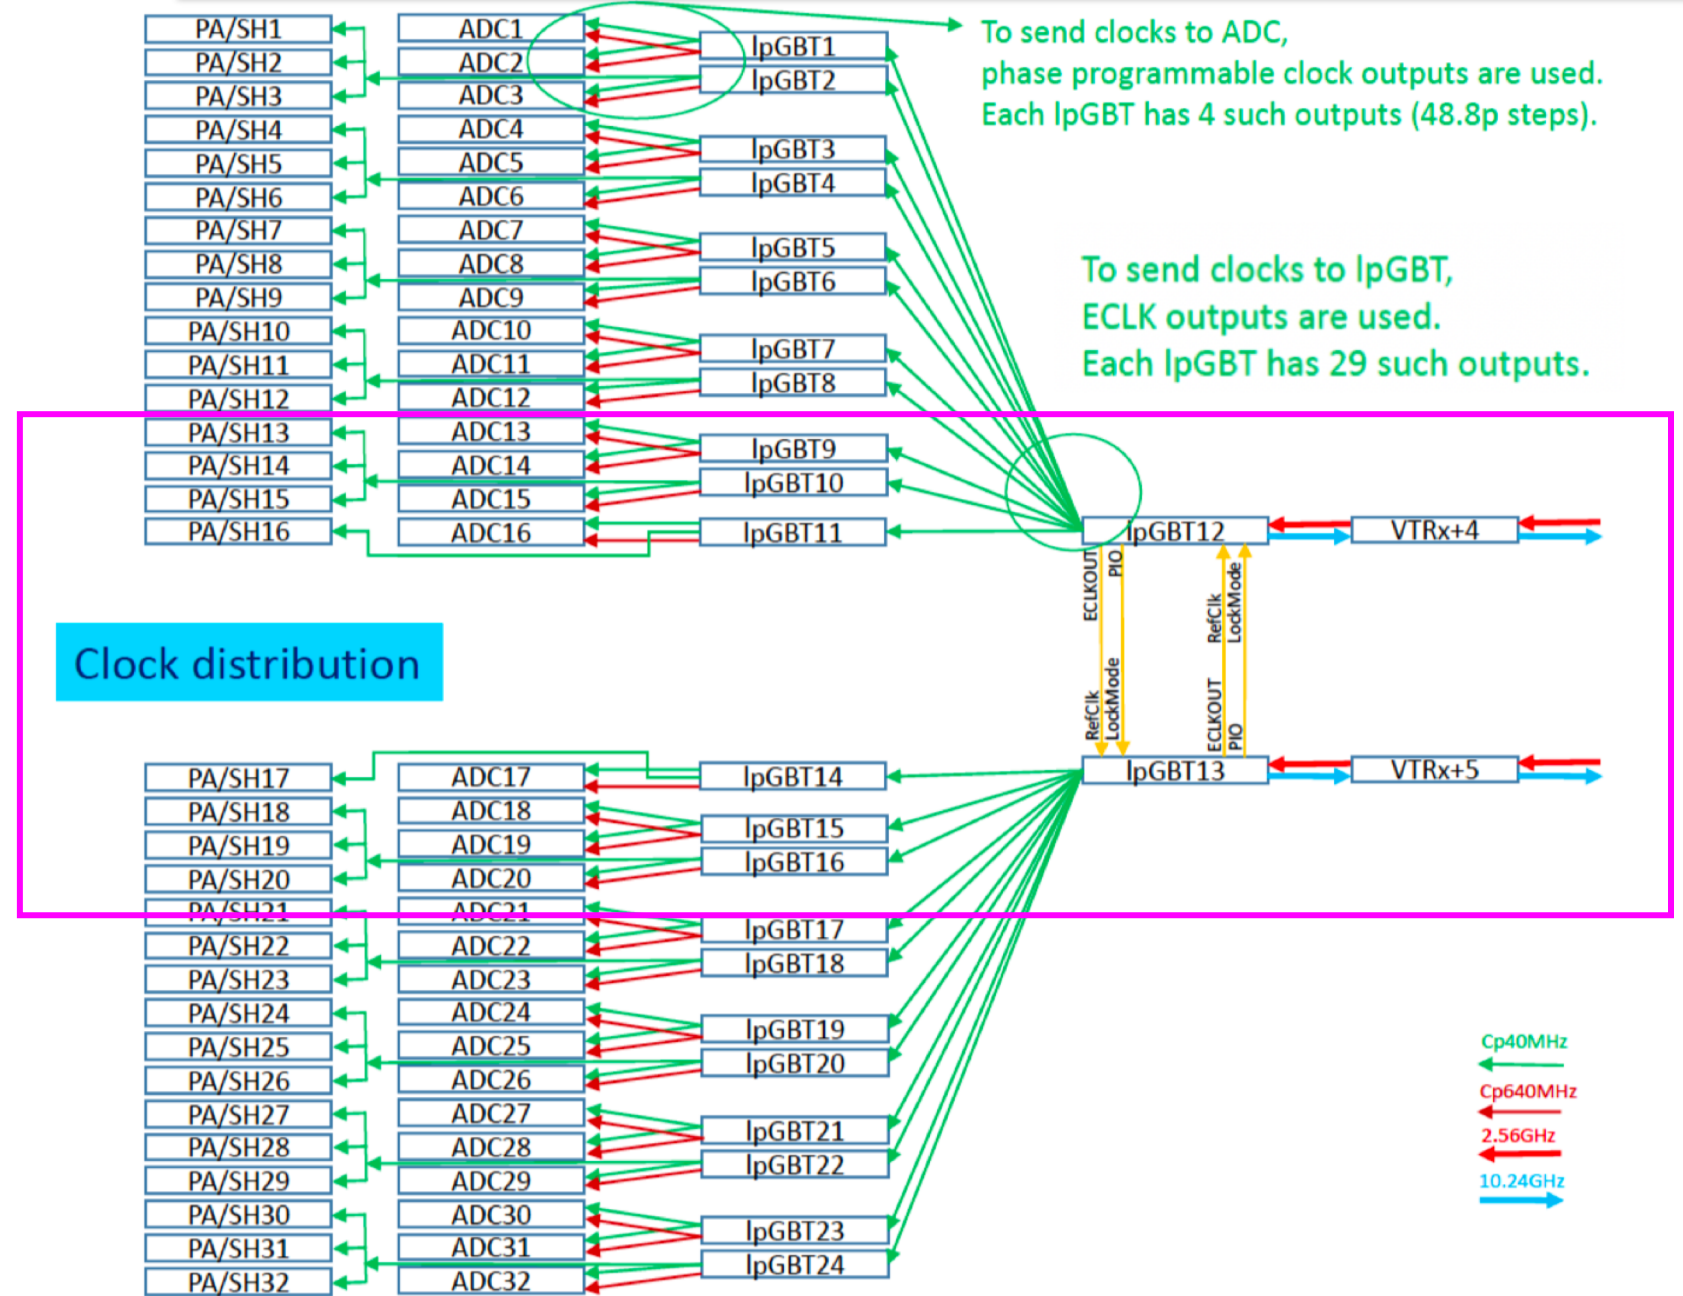 PA/SH1
PA/SH2
PA/SH3
PA/SH4
PA/SH5
PA/SH6
PA/SH7
PA/SH8
PA/SH9
PA/SH10
PA/SH11
PA/SH12
PA/SH13
PA/SH14
PA/SH15
PA/SH16
ADC1
ADC2
ADC3
ADC4
ADC5
ADC6
ADC7
ADC8
ADC9
ADC10
ADC11
ADC12
ADC13
ADC14
ADC15
ADC16
lpGBT1
lpGBT2
lpGBT3
lpGBT4
lpGBT5
lpGBT6
lpGBT7
lpGBT8
lpGBT9
lpGBT10
lpGBT11
To send clocks to ADC,
phase programmable clock outputs are used.
Each lpGBT has 4 such outputs (48.8p steps).
To send clocks to lpGBT,
ECLK outputs are used.
Each lpGBT has 29 such outputs.
lpGBT12
VTRx+4
ECLKOUT
PIO
RefClk
LockMode
RefClk
LockMode
ECLKOUT
PIO
Clock distribution
lpGBT13
VTRx+5
PA/SH17
PA/SH18
PA/SH19
PA/SH20
PA/SH21
PA/SH22
PA/SH23
PA/SH24
PA/SH25
PA/SH26
PA/SH27
PA/SH28
PA/SH29
PA/SH30
PA/SH31
PA/SH32
ADC17
ADC18
ADC19
ADC20
ADC21
ADC22
ADC23
ADC24
ADC25
ADC26
ADC27
ADC28
ADC29
ADC30
ADC31
ADC32
lpGBT14
lpGBT15
lpGBT16
lpGBT17
lpGBT18
lpGBT19
lpGBT20
lpGBT21
lpGBT22
lpGBT23
lpGBT24
Cp40MHz
Cp640MHz
2.56GHz
10.24GHz